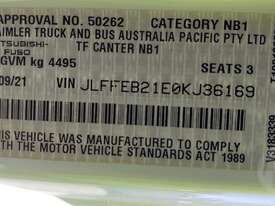 APPROVAL NO. 50262 CATEGORY NB1
AIMLER TRUCK AND BUS AUSTRALIA PACIFIC PTY LTD
MITSUBISHI-
FUSO TF CANTER NB1
GVM kg 4495 SEATS 3
09/21 VIN JLFFEB21E0KJ36169
THIS VEHICLE WAS MANUFACTURED TO COMPLY
WITH THE MOTOR VEHICLE STANDARDS ACT 1989